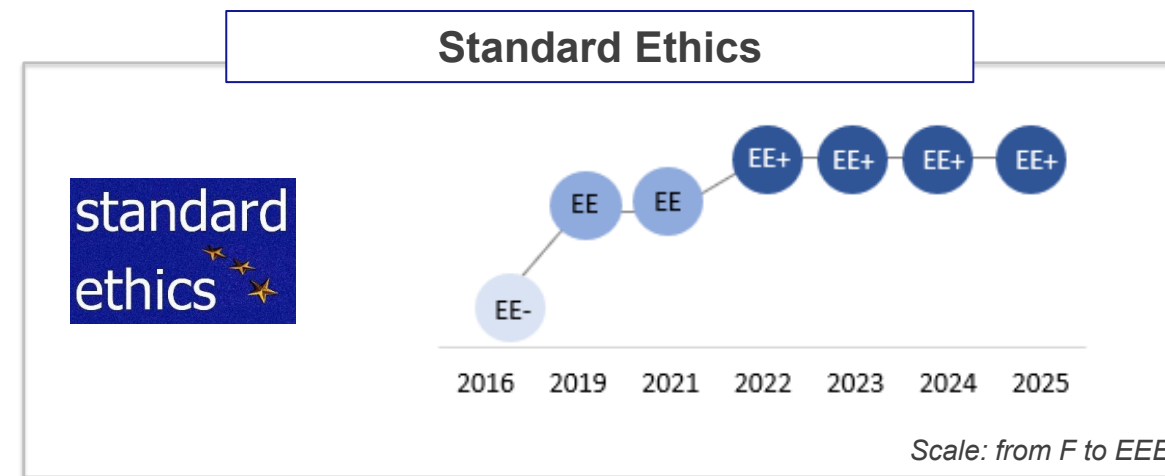 Standard Ethics
standard
ethics
EE- EE EE EE+ EE+ EE+ EE+
2016 2019 2021 2022 2023 2024 2025
Scale: from F to EEE